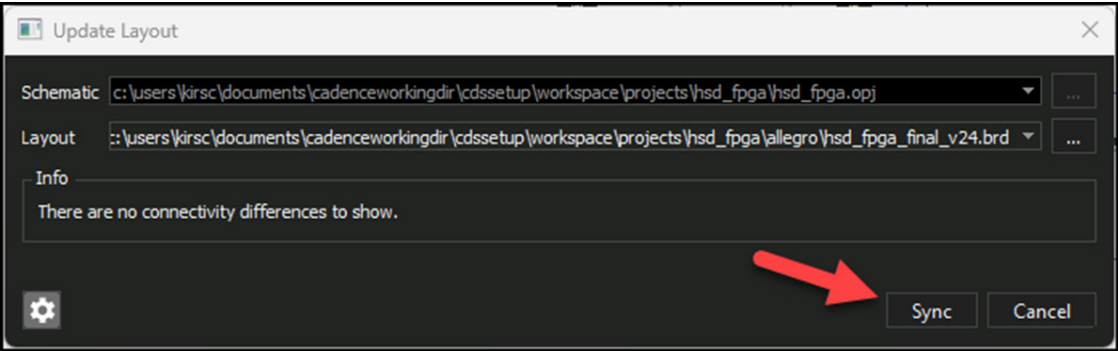 Update Layout
Schematic c:\users\kirsc\documents\cadenceworkingdir\cdssetup\workspace\projects\hsd_fpga\hsd_fpga.opj ...
Layout c:\users\kirsc\documents\cadenceworkingdir\cdssetup\workspace\projects\hsd_fpga\allegro\hsd_fpga_final_v24.brd ...
Info
There are no connectivity differences to show.
Sync Cancel